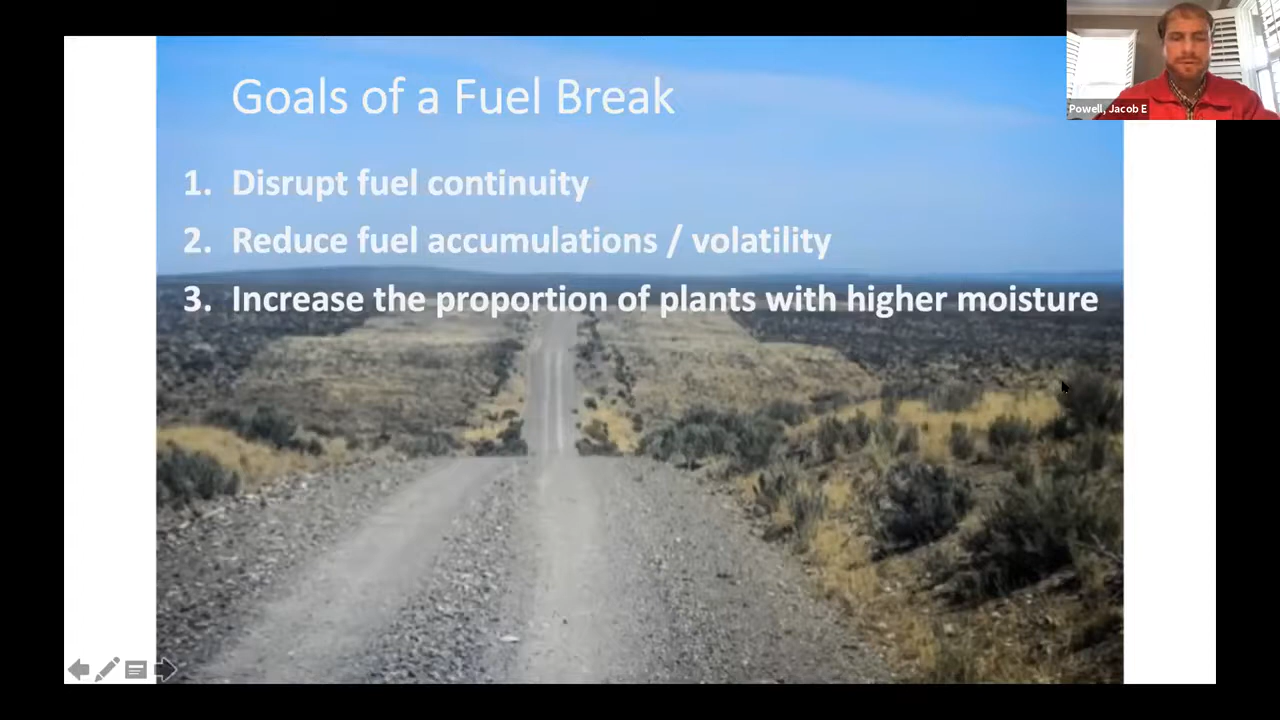 Goals of a Fuel Break
1. Disrupt fuel continuity
2. Reduce fuel accumulations / volatility
3. Increase the proportion of plants with higher moisture
Powell, Jacob E